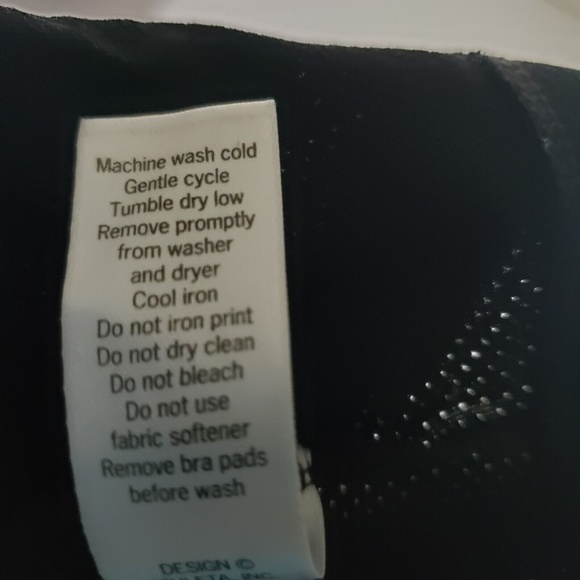 Machine wash cold
Gentle cycle
Tumble dry low
Remove promptly
from washer
and dryer
Cool iron
Do not iron print
Do not dry clean
Do not bleach
Do not use
fabric softener
Remove bra pads
before wash
DESIGN ©
INC.